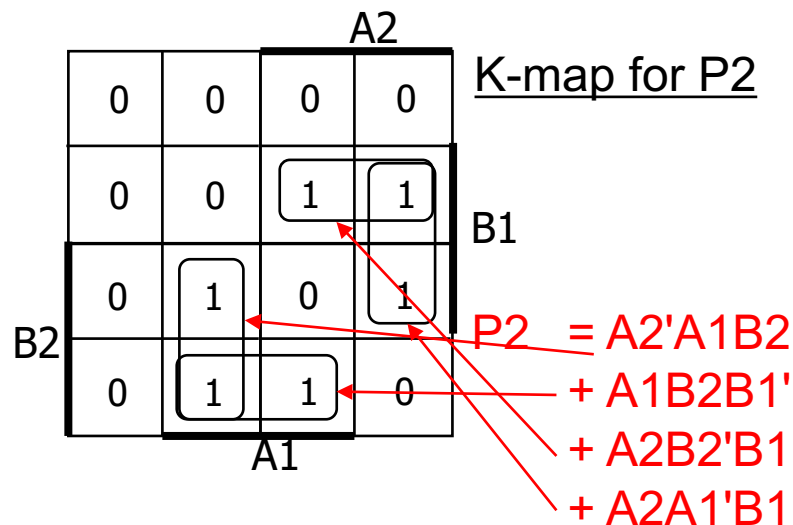 A2
K-map for P2
0 0 0 0
0 0 1 1
B1
0 1 0 1
B2
P2 = A2'A1B2
0 1 1 0
+ A1B2B1'
+ A2B2'B1
A1
+ A2A1'B1